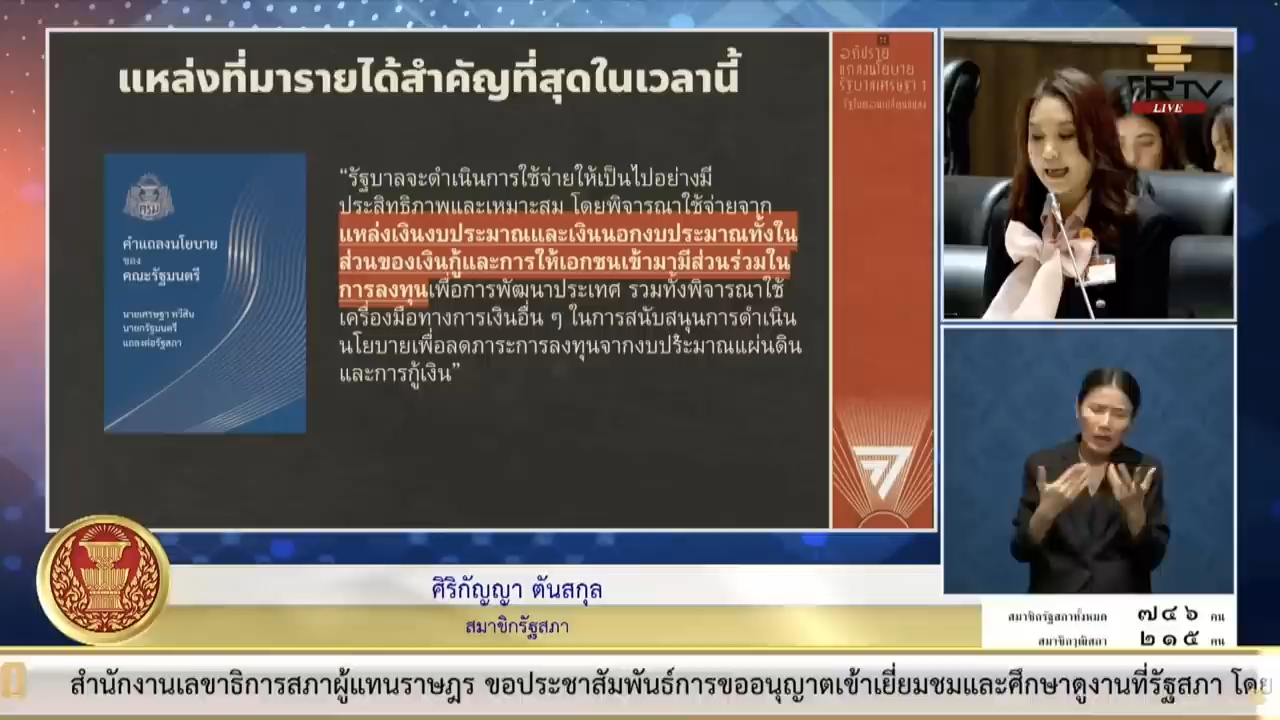 แหล่งที่มารายได้สำคัญที่สุดในเวลานี้
คำแถลงนโยบาย
ของ
คณะรัฐมนตรี
นายเศรษฐา ทวีสิน
นายกรัฐมนตรี
แถลงต่อรัฐสภา
“รัฐบาลจะดำเนินการใช้จ่ายให้เป็นไปอย่างมี
ประสิทธิภาพและเหมาะสม โดยพิจารณาใช้จ่ายจาก
แหล่งเงินงบประมาณและเงินนอกงบประมาณทั้งใน
ส่วนของเงินกู้และการให้เอกชนเข้ามามีส่วนร่วมใน
การลงทุนเพื่อการพัฒนาประเทศ รวมทั้งพิจารณาใช้
เครื่องมือทางการเงินอื่น ๆ ในการสนับสนุนการดำเนิน
นโยบายเพื่อลดภาระการลงทุนจากงบประมาณแผ่นดิน
และการกู้เงิน”
อภิปราย
แถลงนโยบาย
รัฐบาลเศรษฐา 1
LIVE
ศิริกัญญา ตันสกุล
สมาชิกรัฐสภา
สมาชิกรัฐสภาทั้งหมด ๗๔๖ คน
สมาชิกวุฒิสภา ๒๑๕ คน
สำนักงานเลขาธิการสภาผู้แทนราษฎร ขอประชาสัมพันธ์การขออนุญาตเข้าเยี่ยมชมและศึกษาดูงานที่รัฐสภา โดย